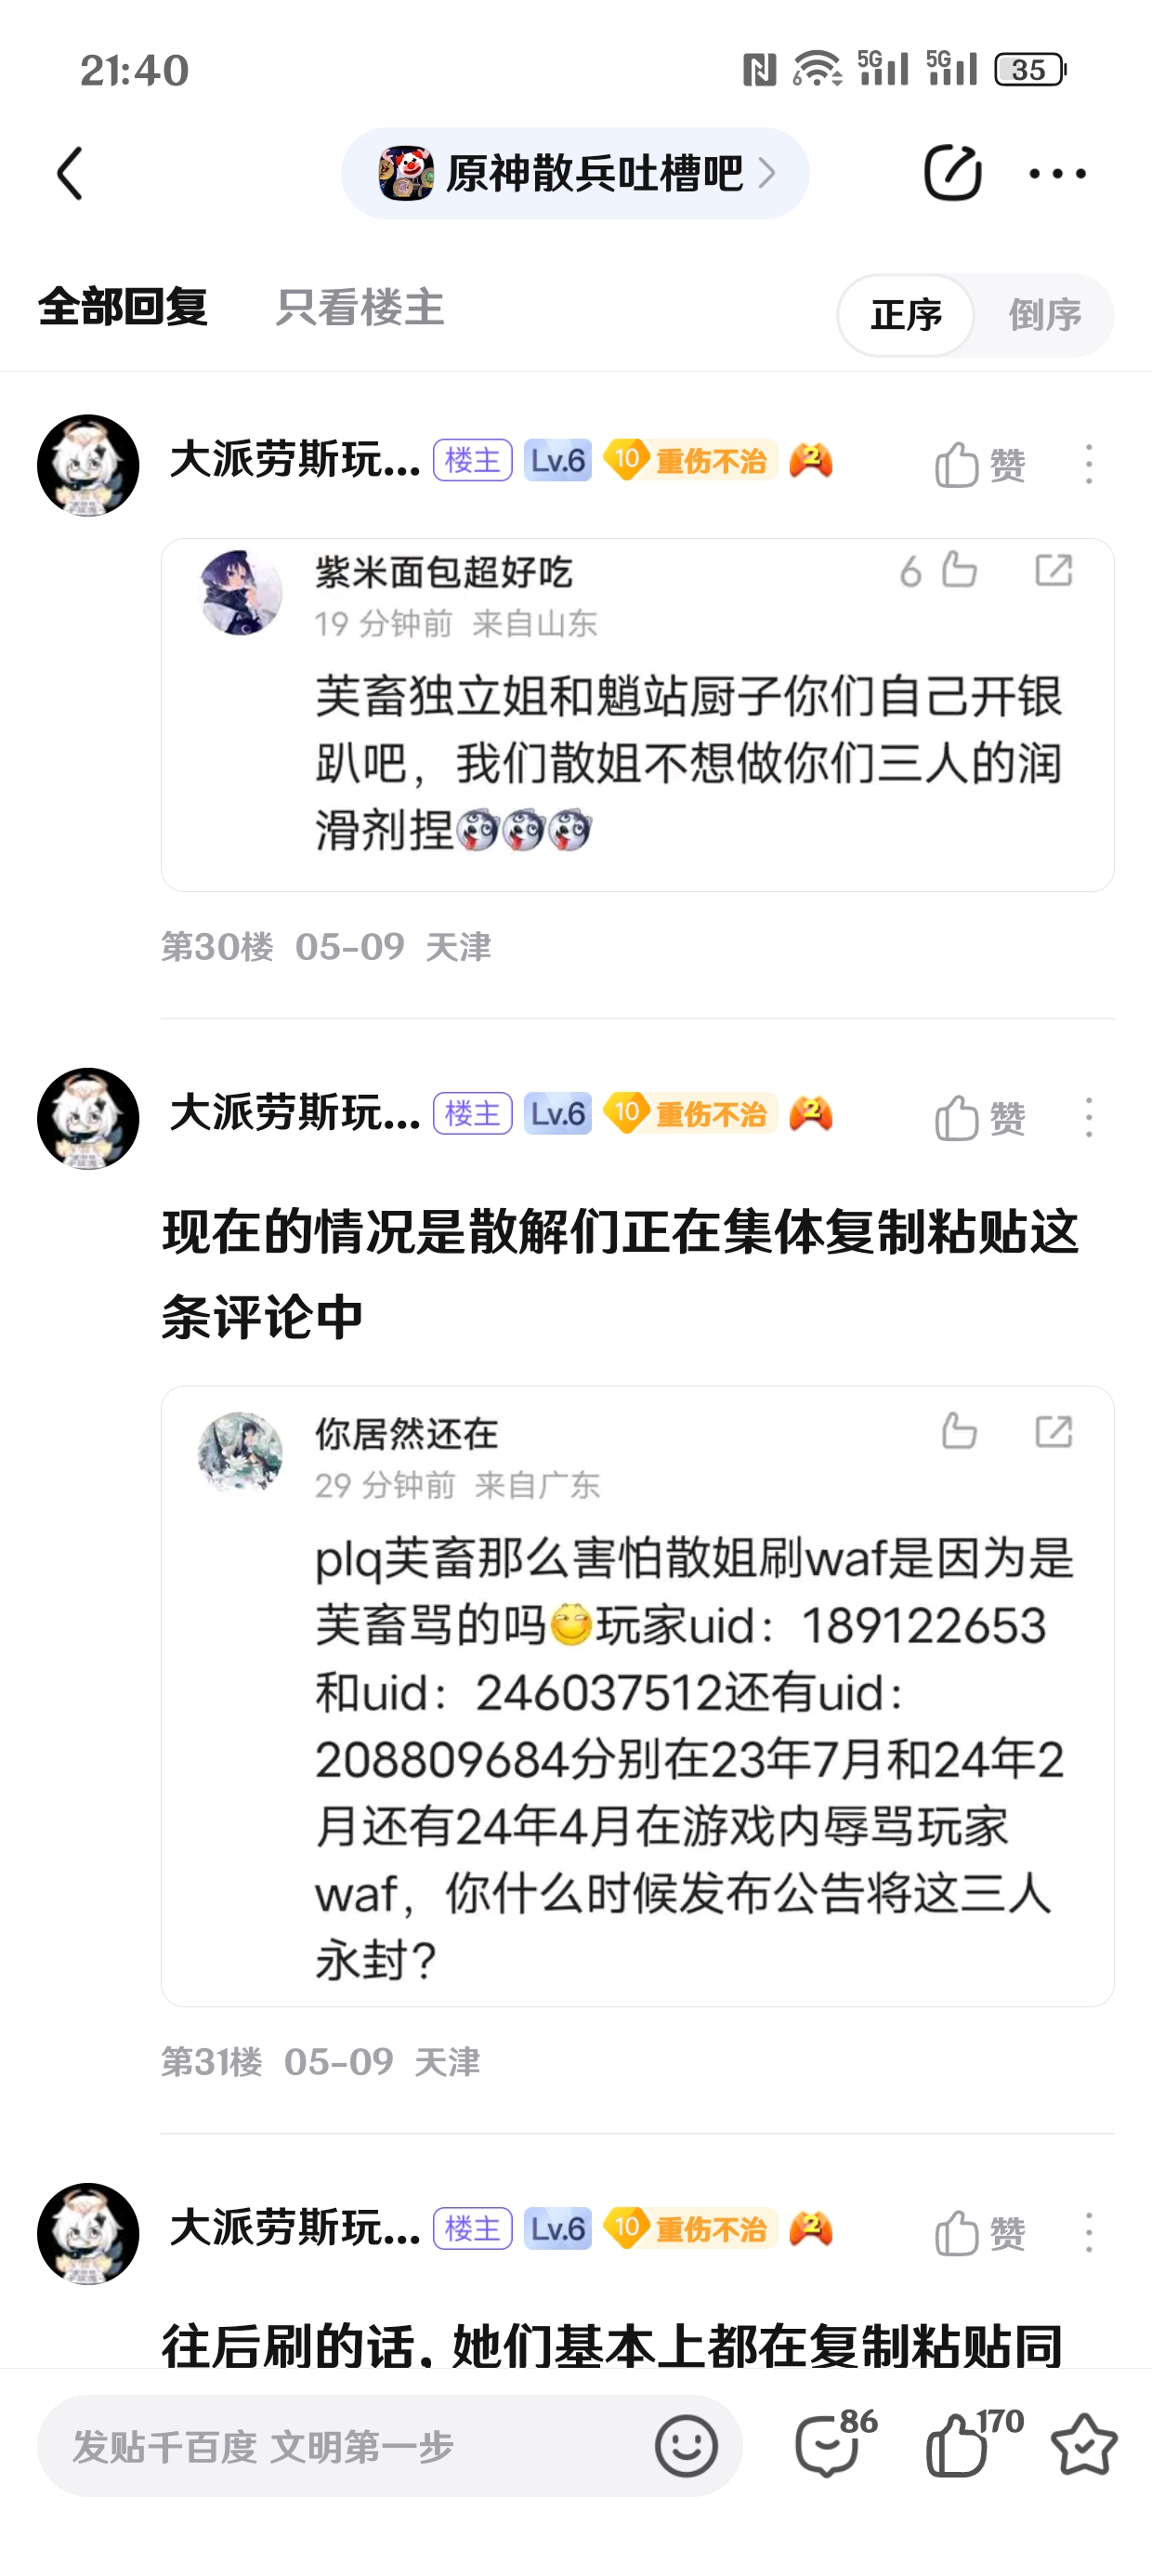 21:40
6 5G 5G 35
原神散兵吐槽吧
全部回复 只看楼主 正序 倒序
大派劳斯玩... 楼主 Lv.6 10 重伤不治 2 赞
紫米面包超好吃 6
19 分钟前 来自山东
芙畜独立姐和魈站厨子你们自己开银
趴吧，我们散姐不想做你们三人的润
滑剂捏
第30楼 05-09 天津
大派劳斯玩... 楼主 Lv.6 10 重伤不治 2 赞
现在的情况是散解们正在集体复制粘贴这
条评论中
你居然还在
29 分钟前 来自广东
plq芙畜那么害怕散姐刷waf是因为是
芙畜骂的吗玩家uid：189122653
和uid：246037512还有uid：
208809684分别在23年7月和24年2
月还有24年4月在游戏内辱骂玩家
waf，你什么时候发布公告将这三人
永封？
第31楼 05-09 天津
大派劳斯玩... 楼主 Lv.6 10 重伤不治 2 赞
往后刷的话，她们基本上都在复制粘贴同
发贴千百度 文明第一步 86 170